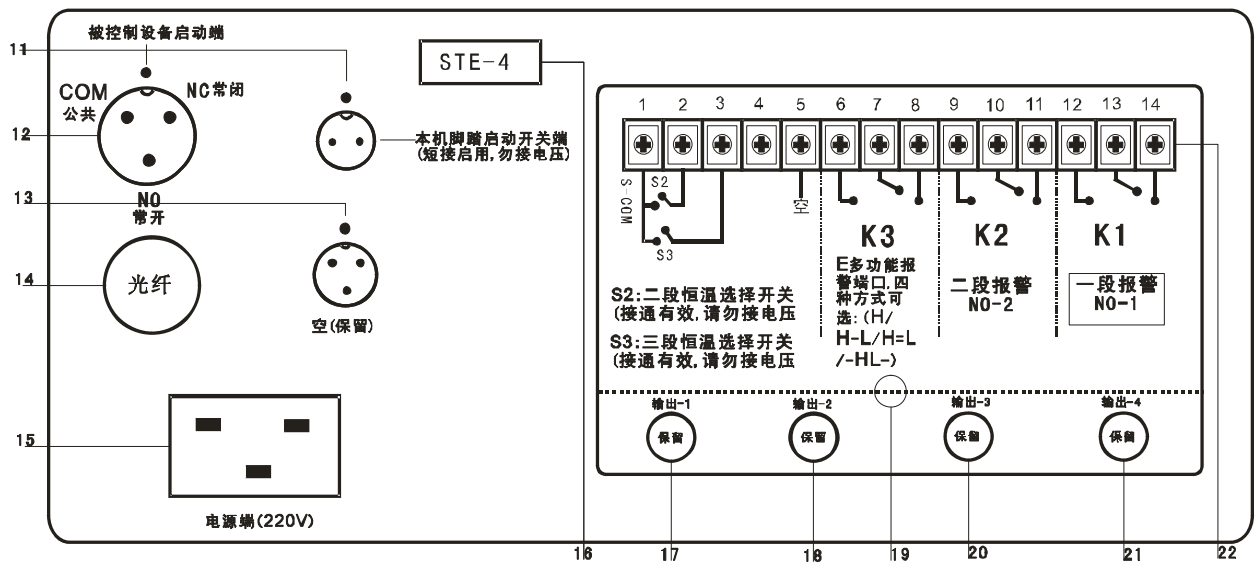 被控制设备启动端
11
COM
公共
NC常闭
12
NO
常开
本机脚踏启动开关端
(短接启用,勿接电压)
13
14
光纤
空(保留)
15
电源端(220V)
STE-4
1 2 3 4 5 6 7 8 9 10 11 12 13 14
S-COM
S2
S3
空
K3
K2
K1
E多功能报
警端口,四
种方式可
选:(H/
H-L/H=L
/-HL-)
二段报警
NO-2
一段报警
NO-1
S2:二段恒温选择开关
(接通有效,请勿接电压
S3:三段恒温选择开关
(接通有效,请勿接电压
输出-1
输出-2
输出-3
输出-4
保留
保留
保留
保留
16
17
18
19
20
21
22